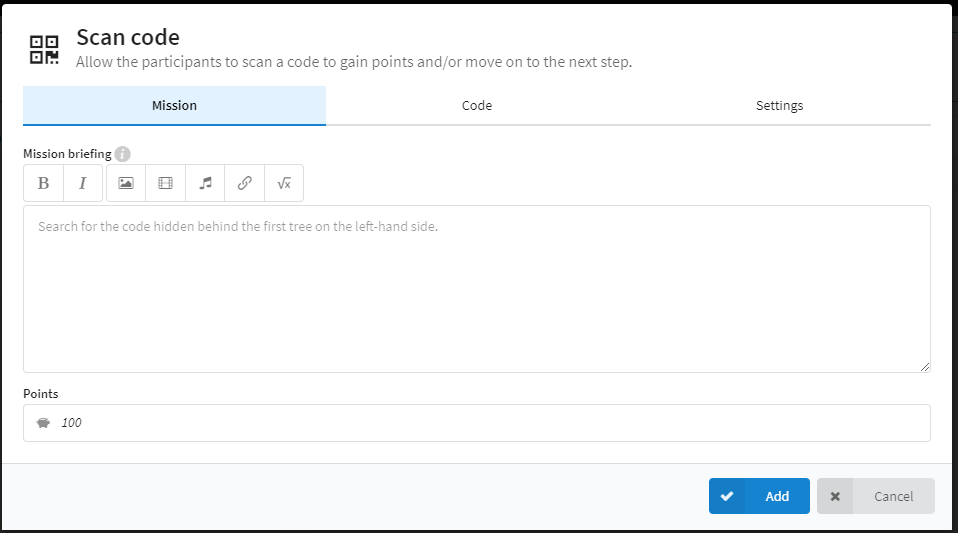 Scan code
Allow the participants to scan a code to gain points and/or move on to the next step.
Mission Code Settings
Mission briefing i
B I √x
Search for the code hidden behind the first tree on the left-hand side.
Points
100
Add Cancel